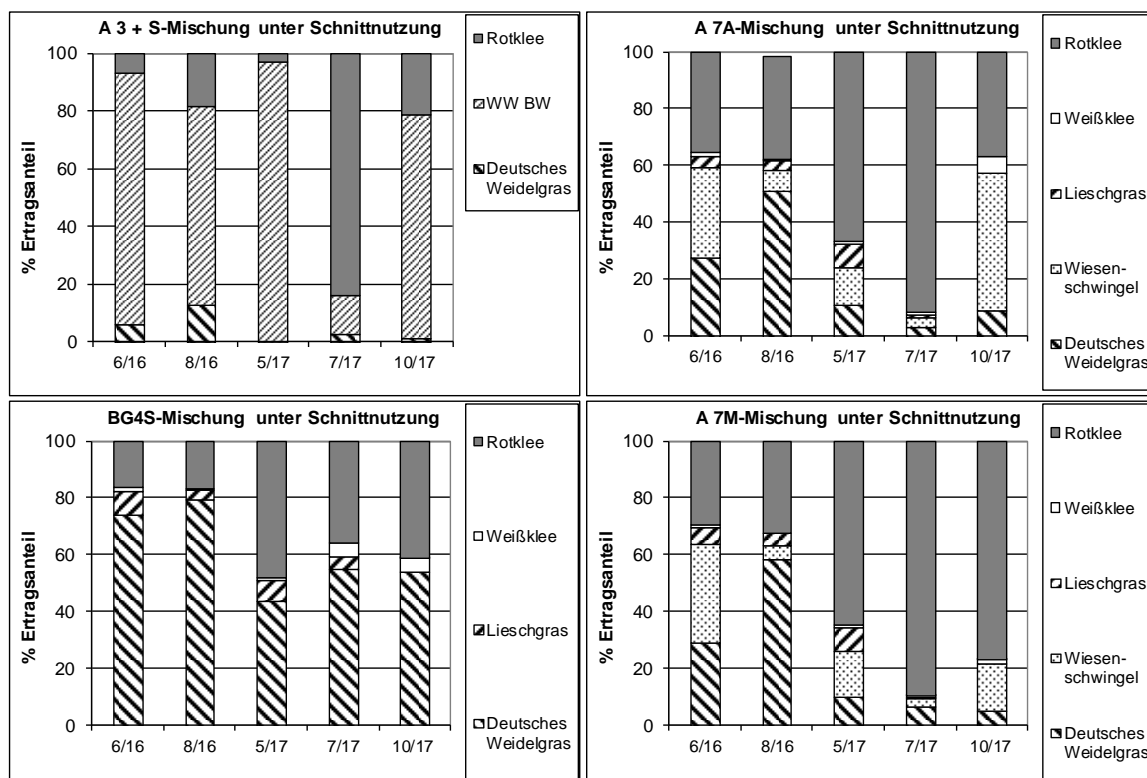 A 3 + S-Mischung unter Schnittnutzung
% Ertragsanteil
100
80
60
40
20
0
6/16 8/16 5/17 7/17 10/17
Rotklee
WW BW
Deutsches
Weidelgras
A 7A-Mischung unter Schnittnutzung
% Ertragsanteil
100
80
60
40
20
0
6/16 8/16 5/17 7/17 10/17
Rotklee
Weißklee
Lieschgras
Wiesen-
schwingel
Deutsches
Weidelgras
BG4S-Mischung unter Schnittnutzung
% Ertragsanteil
100
80
60
40
20
0
6/16 8/16 5/17 7/17 10/17
Rotklee
Weißklee
Lieschgras
Deutsches
Weidelgras
A 7M-Mischung unter Schnittnutzung
% Ertragsanteil
100
80
60
40
20
0
6/16 8/16 5/17 7/17 10/17
Rotklee
Weißklee
Lieschgras
Wiesen-
schwingel
Deutsches
Weidelgras